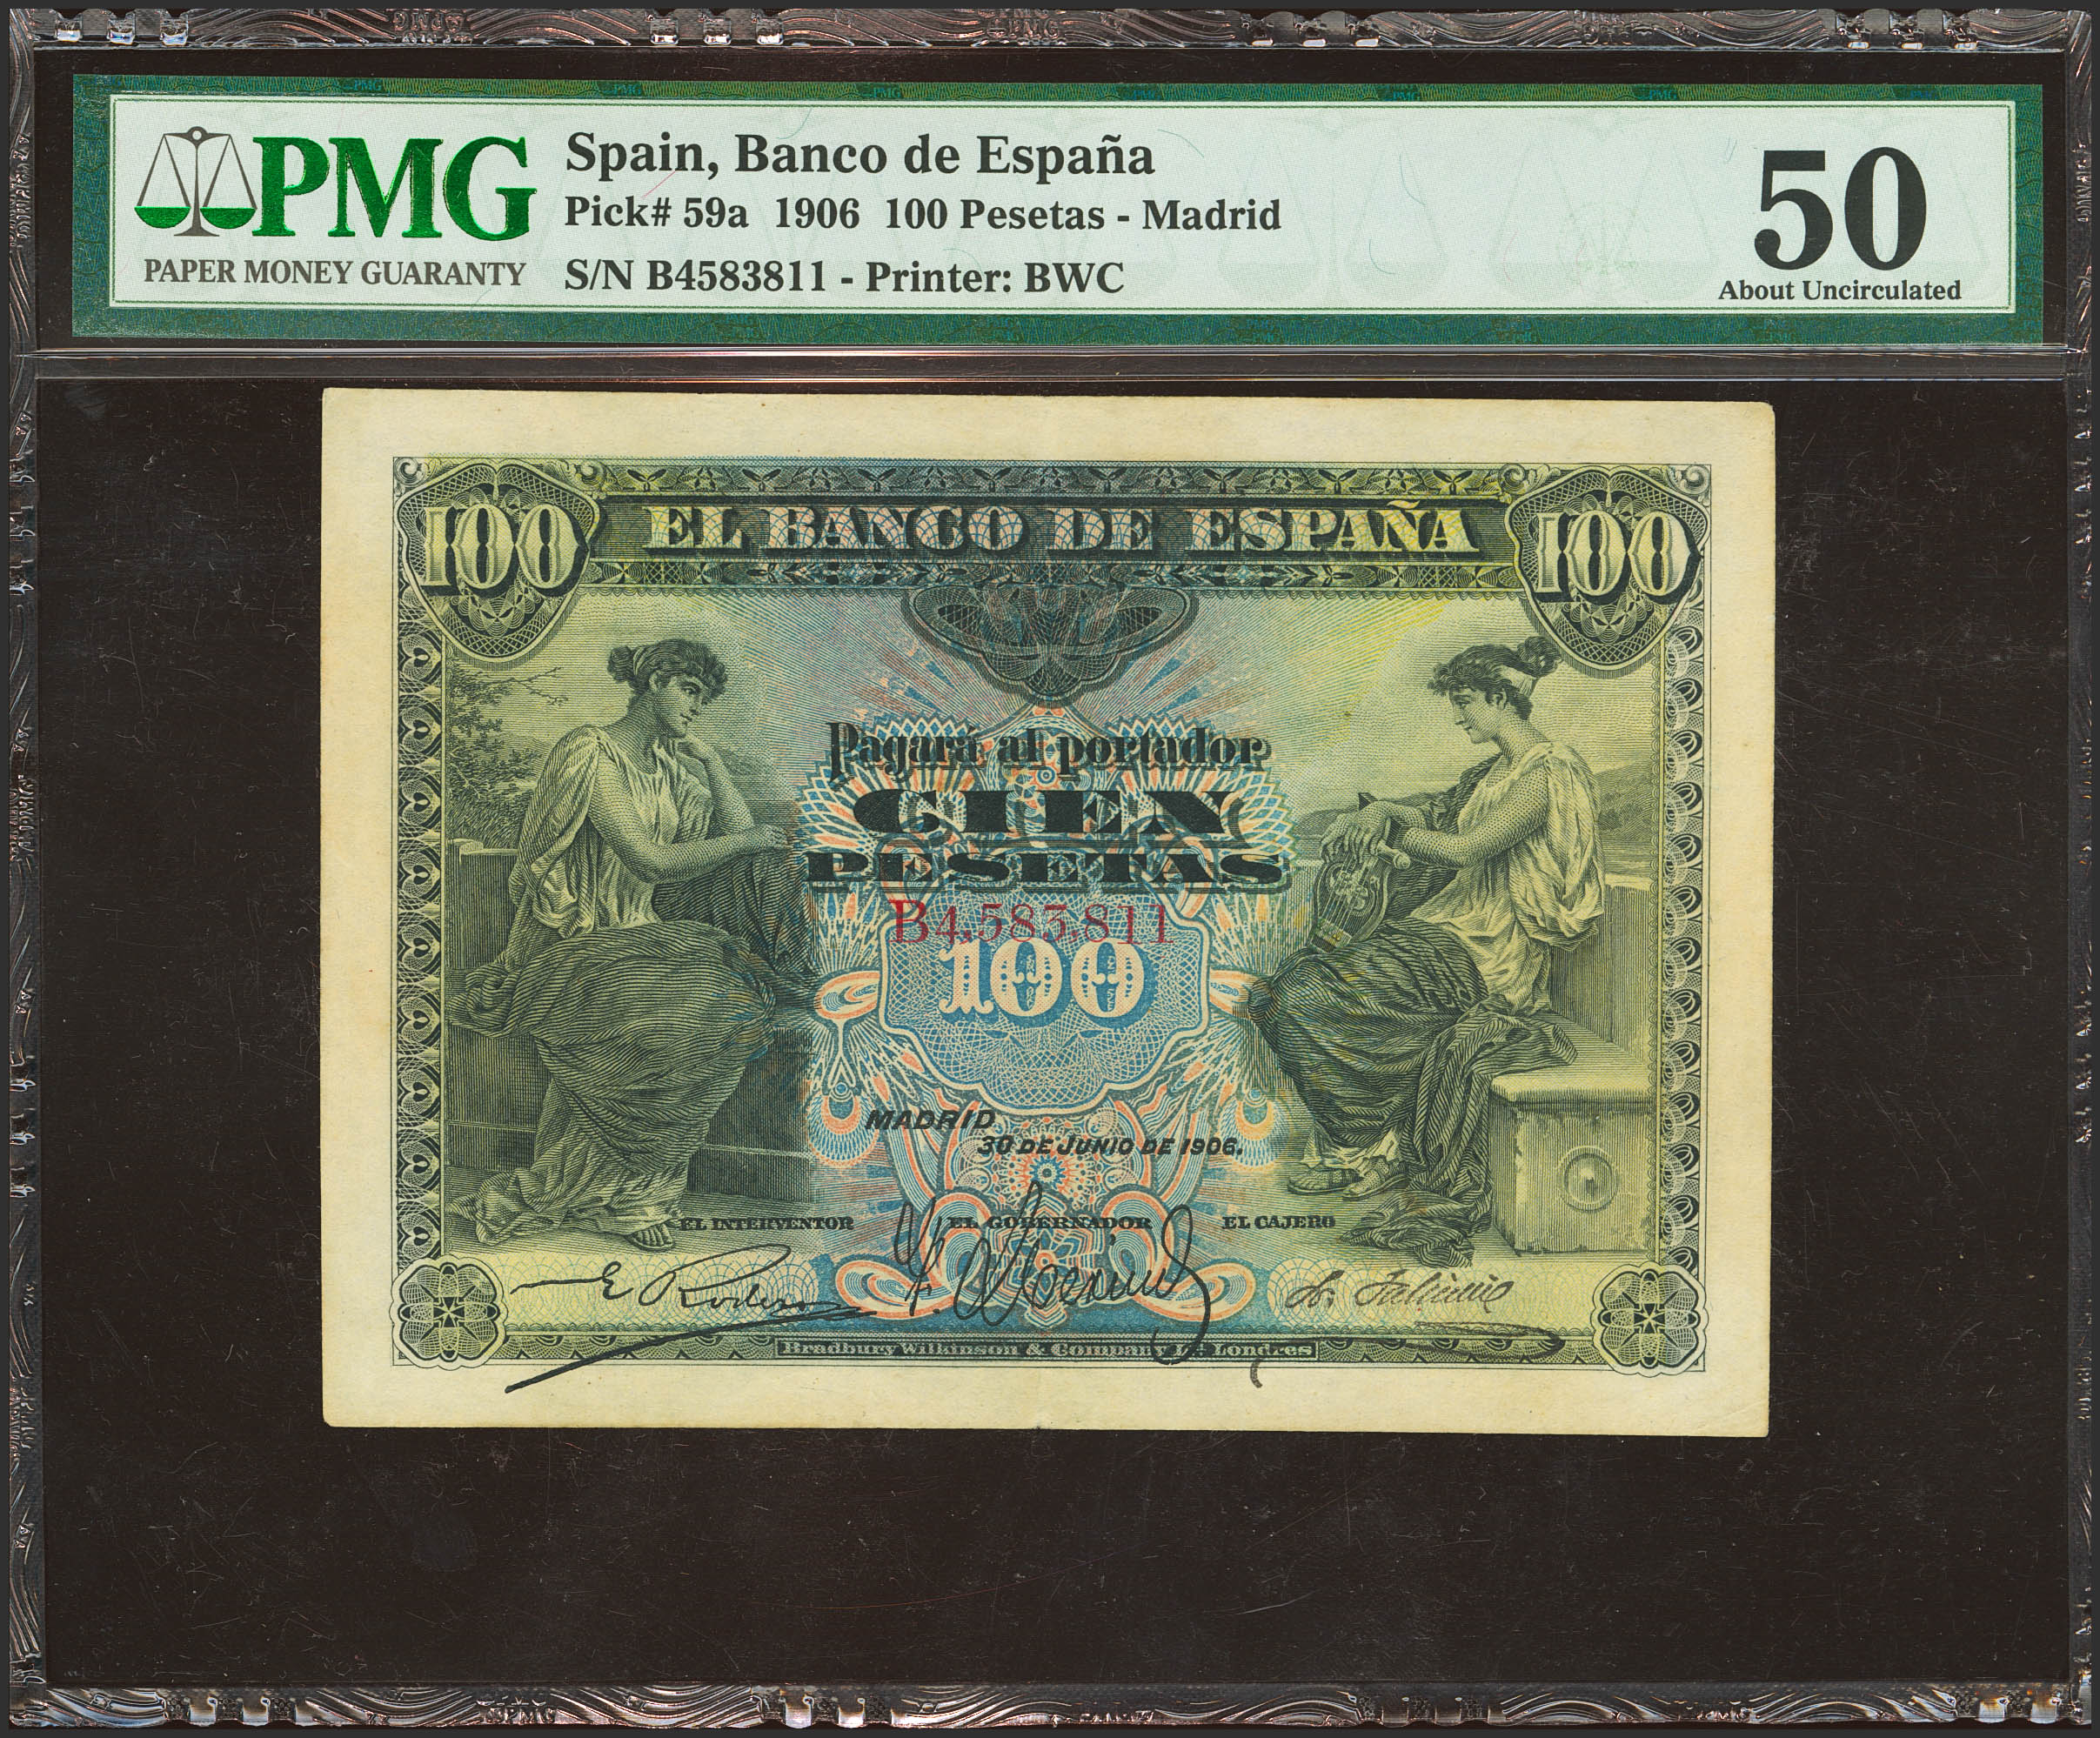 PMG
PAPER MONEY GUARANTY
Spain, Banco de España
Pick# 59a 1906 100 Pesetas - Madrid
S/N B4583811 - Printer: BWC
50
About Uncirculated
100
EL BANCO DE ESPAÑA
100
Pagará al portador
CIEN
PESETAS
B4,583,811
100
MADRID
30 DE JUNIO DE 1906.
EL INTERVENTOR
EL GOBERNADOR
EL CAJERO
Bradbury Wilkinson & Company Ld Londres